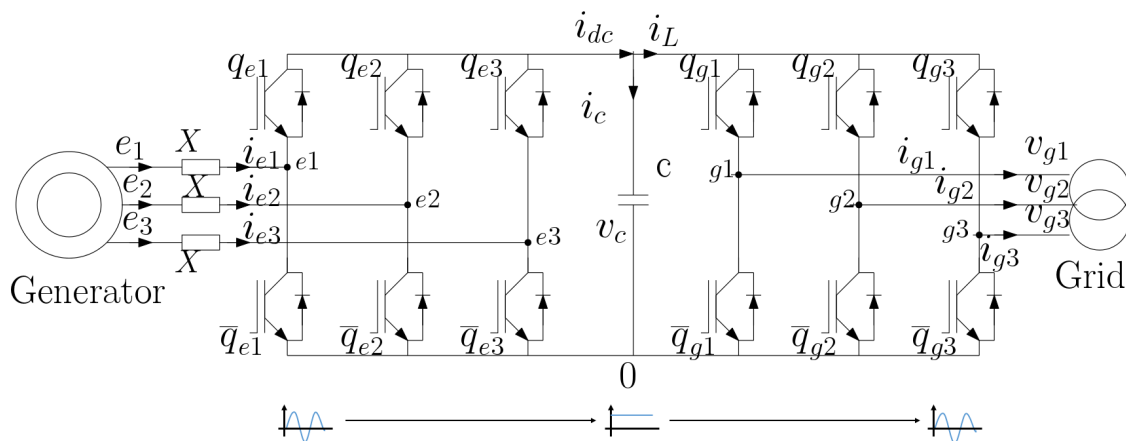 i_dc i_L
q_e1 q_e2 q_e3 q_g1 q_g2 q_g3
i_c
e_1 X i_e1 e1
e_2 X i_e2 e2
e_3 X i_e3 e3
c
v_c
g1 i_g1 v_g1
g2 i_g2 v_g2
g3 i_g3 v_g3
Generator
Grid
q̅_e1 q̅_e2 q̅_e3 q̅_g1 q̅_g2 q̅_g3
0